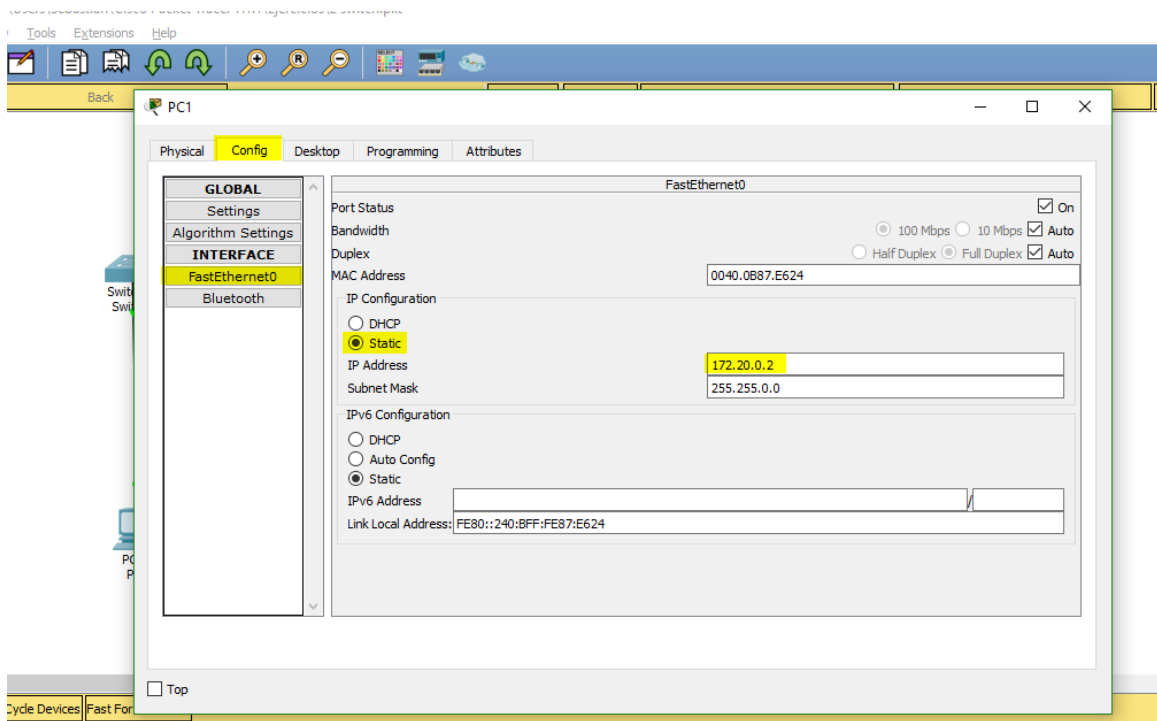 Tools Extensions Help
Back
PC1
Physical Config Desktop Programming Attributes
GLOBAL
Settings
Algorithm Settings
INTERFACE
FastEthernet0
Bluetooth
FastEthernet0
Port Status On
Bandwidth 100 Mbps 10 Mbps Auto
Duplex Half Duplex Full Duplex Auto
MAC Address 0040.0B87.E624
IP Configuration
DHCP
Static
IP Address 172.20.0.2
Subnet Mask 255.255.0.0
IPv6 Configuration
DHCP
Auto Config
Static
IPv6 Address /
Link Local Address: FE80::240:BFF:FE87:E624
Top
Cycle Devices Fast For